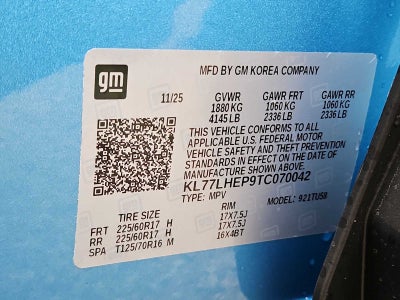 gm
MFD BY GM KOREA COMPANY
11/25 GVWR GAWR FRT GAWR RR
1880 KG 1060 KG 1060 KG
4145 LB 2336 LB 2336 LB
THIS VEHICLE CONFORMS TO ALL
APPLICABLE U.S. FEDERAL MOTOR
VEHICLE SAFETY AND THEFT PREVENTION
STANDARDS IN EFFECT ON THE DATE OF
MANUFACTURE SHOWN ABOVE.
KL77LHEP9TC070042
TYPE: MPV MODEL: 921TU58
TIRE SIZE RIM
FRT 225/60R17 H 17X7.5J
RR 225/60R17 H 17X7.5J
SPA T125/70R16 M 16X4BT